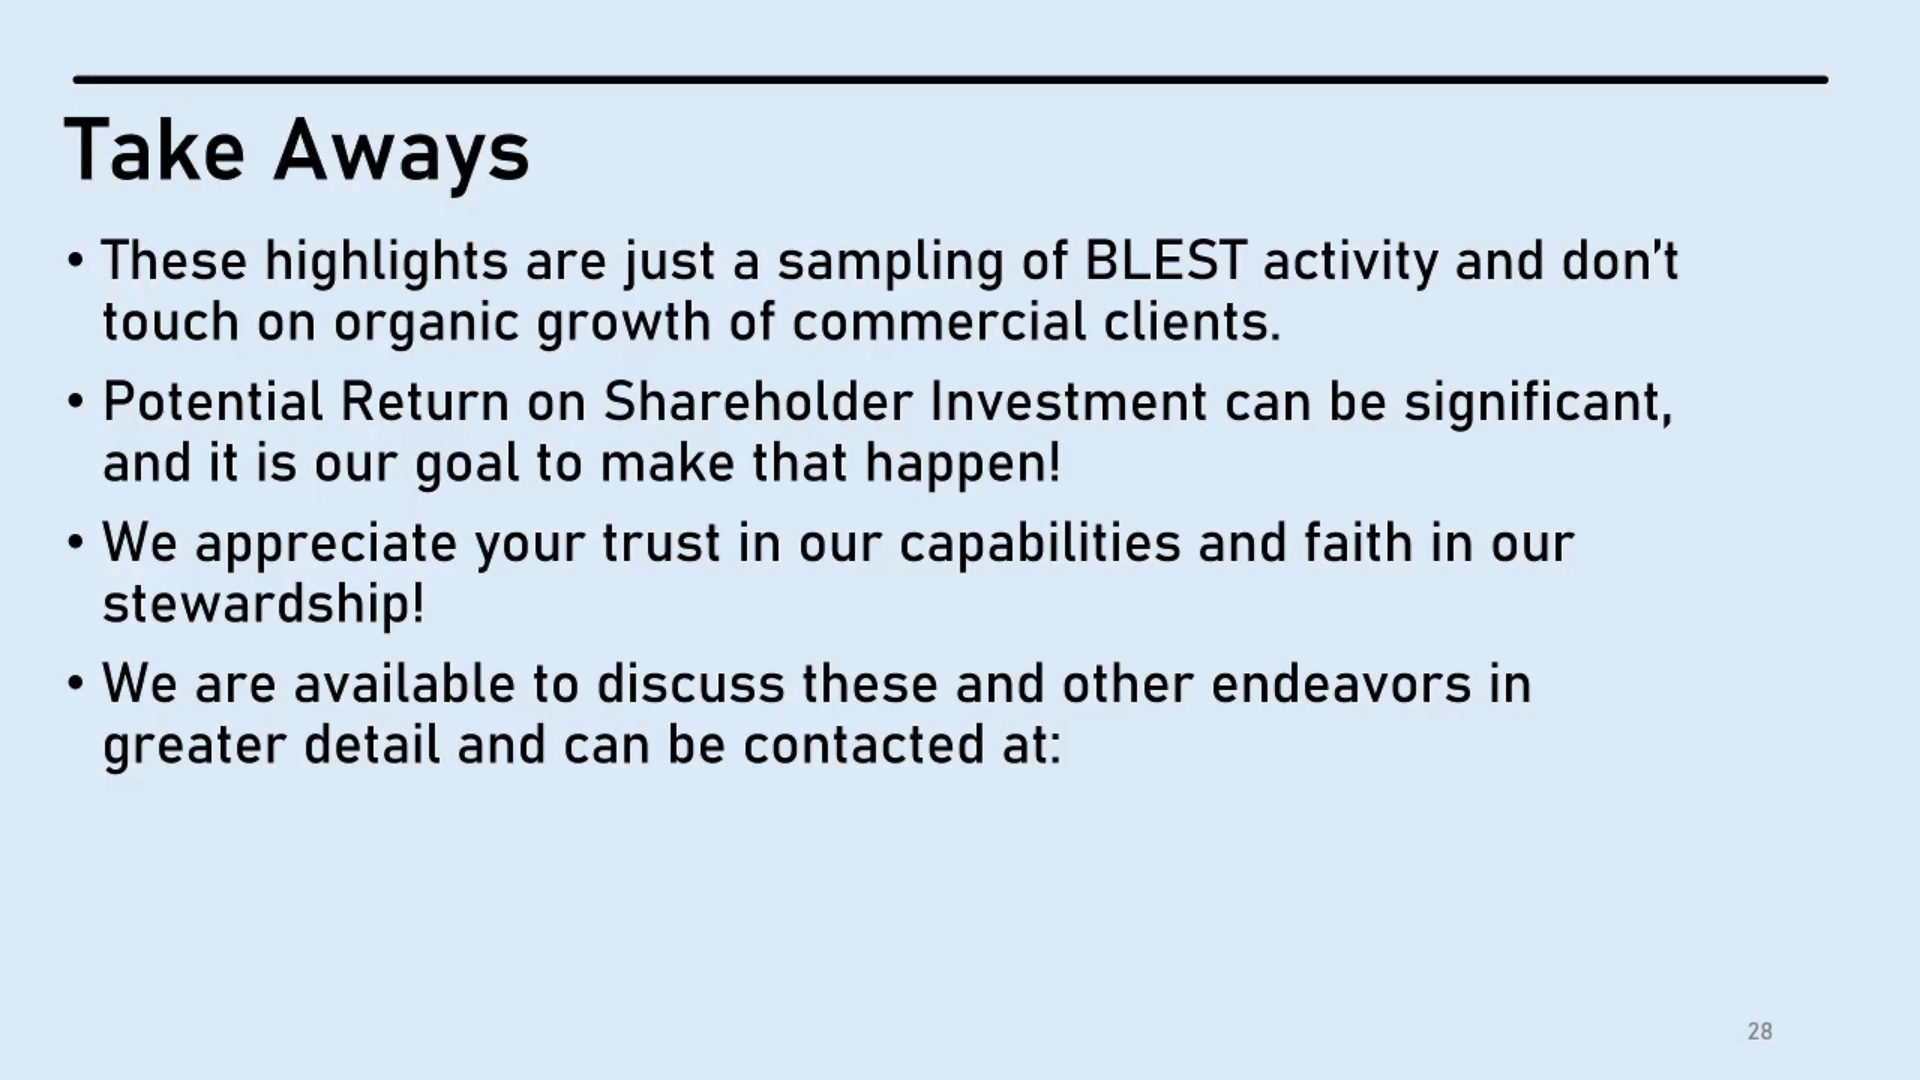 Take Aways
• These highlights are just a sampling of BLEST activity and don't
touch on organic growth of commercial clients.
• Potential Return on Shareholder Investment can be significant,
and it is our goal to make that happen!
• We appreciate your trust in our capabilities and faith in our
stewardship!
• We are available to discuss these and other endeavors in
greater detail and can be contacted at:
28